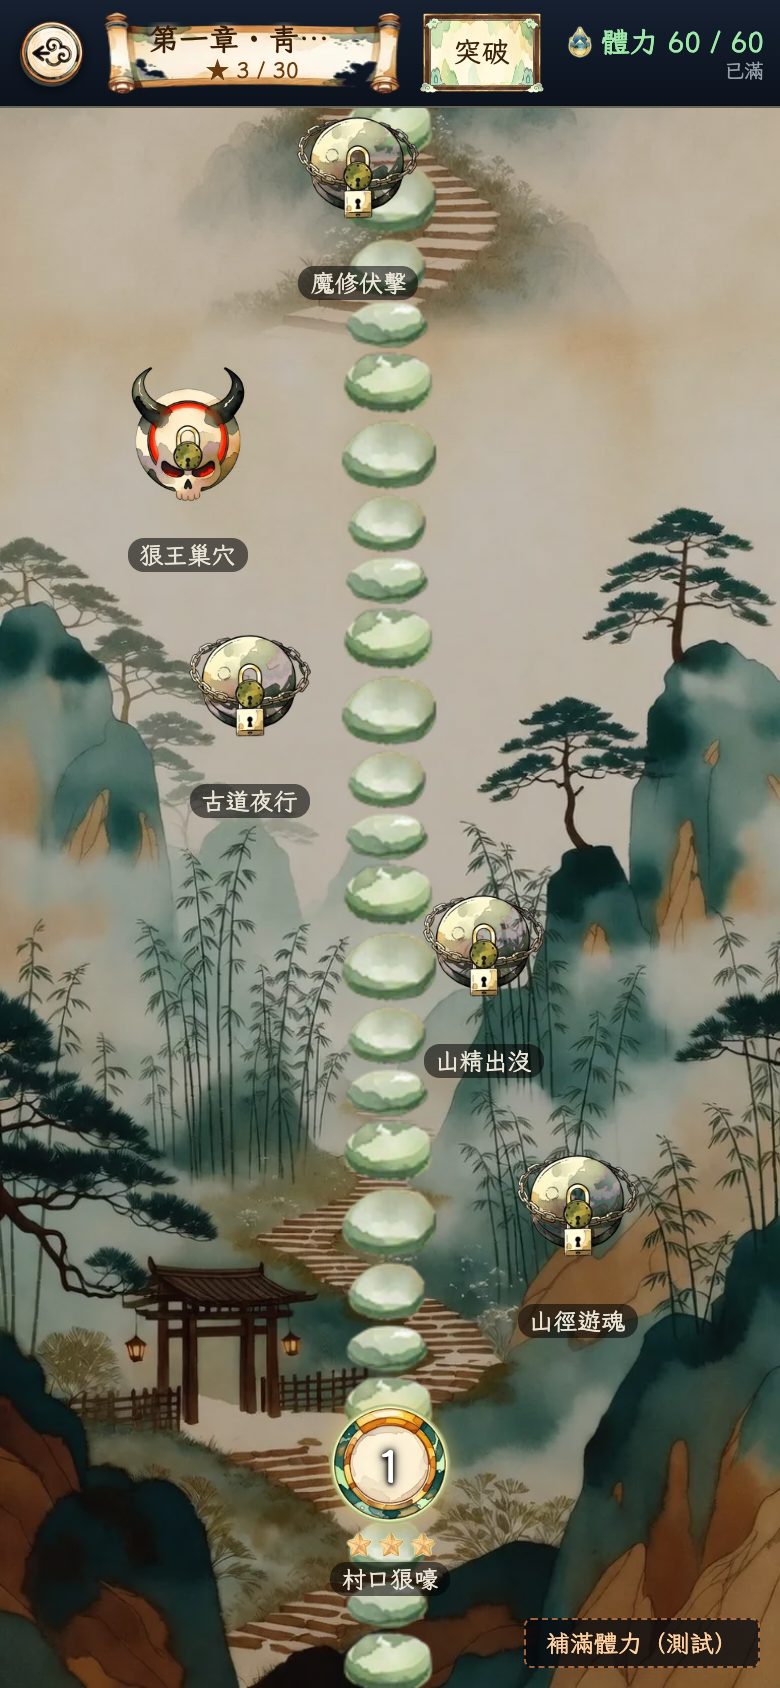 第一章・青…
★ 3 / 30
突破
體力 60 / 60
已滿
魔修伏擊
狼王巢穴
古道夜行
山精出沒
山徑遊魂
1
村口狼嚎
補滿體力（測試）